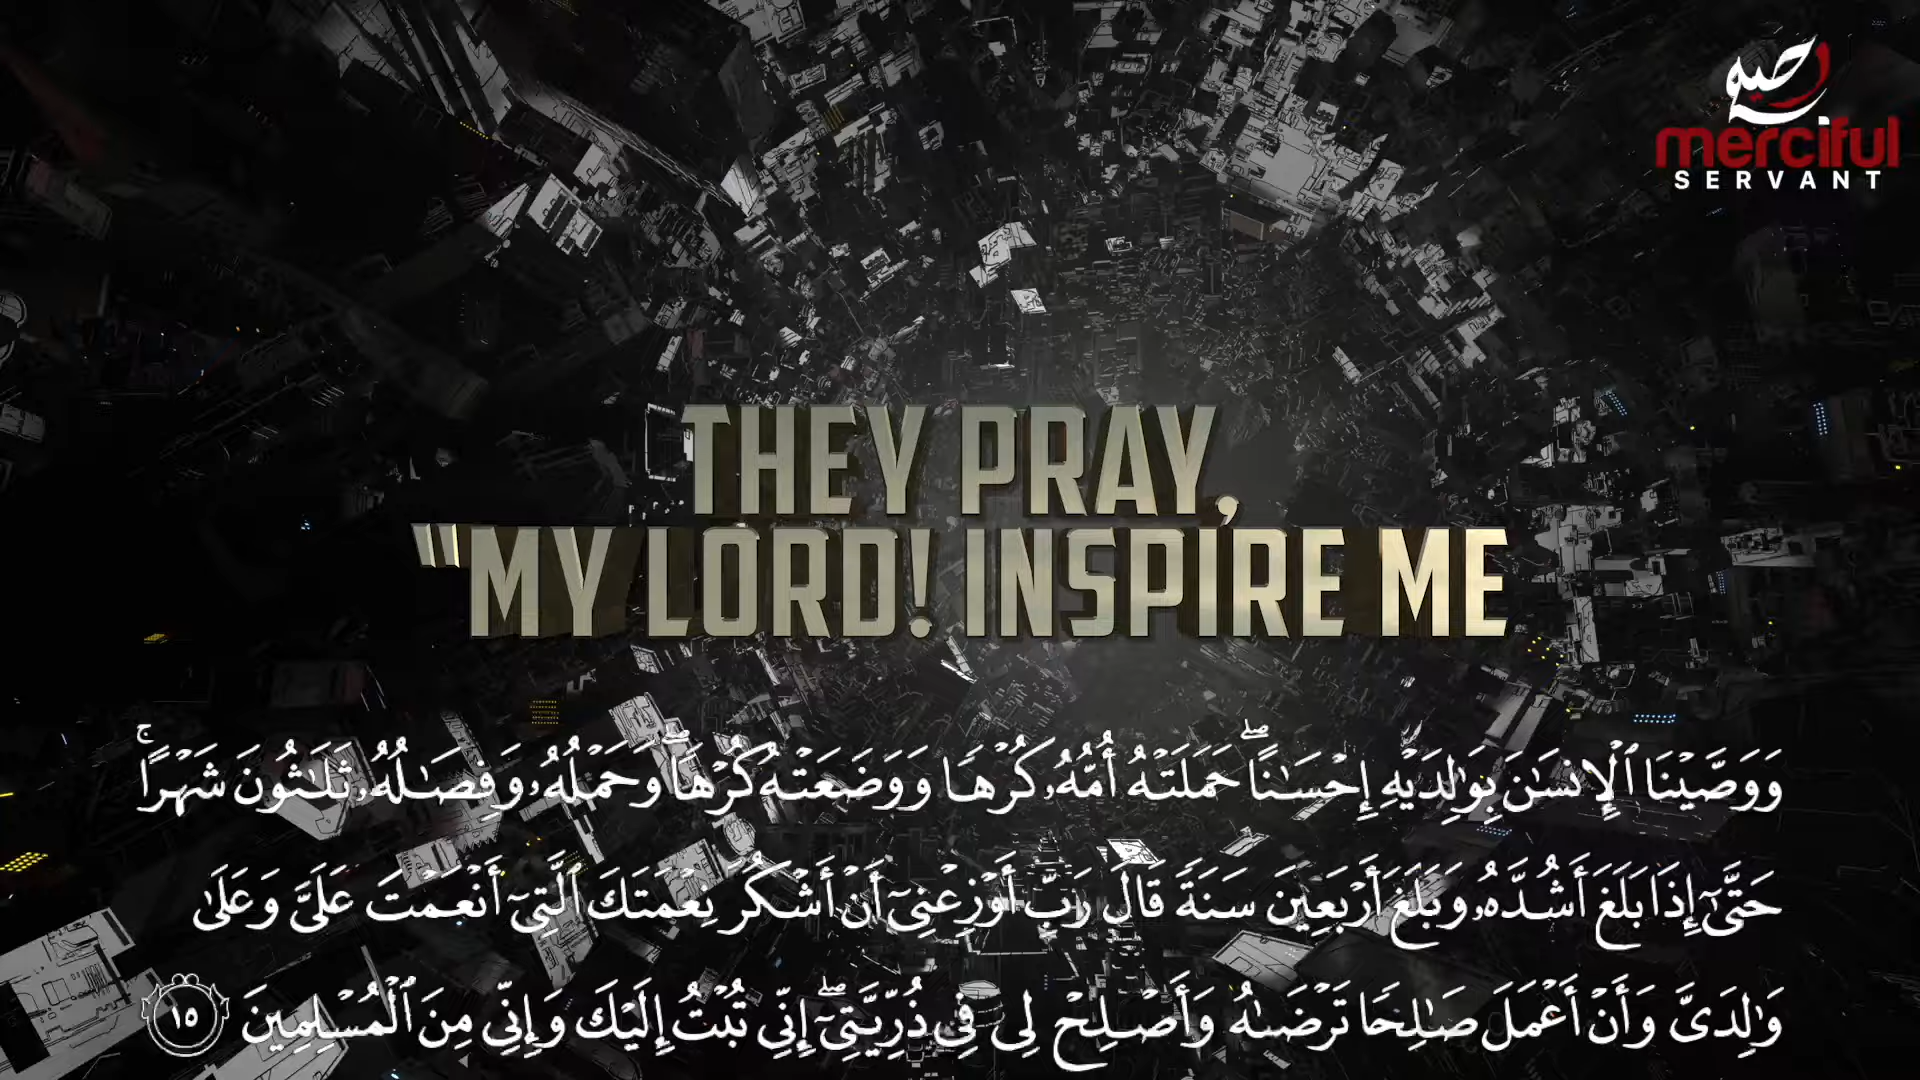 merciful
SERVANT
THEY PRAY,
"MY LORD! INSPIRE ME
وَوَصَّيْنَا ٱلْإِنسَـٰنَ بِوَٰلِدَيْهِ إِحْسَـٰنًا ۖ حَمَلَتْهُ أُمُّهُۥ كُرْهًا وَوَضَعَتْهُ كُرْهًا ۖ وَحَمْلُهُۥ وَفِصَـٰلُهُۥ ثَلَـٰثُونَ شَهْرًا ۚ
حَتَّىٰٓ إِذَا بَلَغَ أَشُدَّهُۥ وَبَلَغَ أَرْبَعِينَ سَنَةً قَالَ رَبِّ أَوْزِعْنِىٓ أَنْ أَشْكُرَ نِعْمَتَكَ ٱلَّتِىٓ أَنْعَمْتَ عَلَىَّ وَعَلَىٰ
وَٰلِدَىَّ وَأَنْ أَعْمَلَ صَـٰلِحًا تَرْضَىٰهُ وَأَصْلِحْ لِى فِى ذُرِّيَّتِىٓ ۖ إِنِّى تُبْتُ إِلَيْكَ وَإِنِّى مِنَ ٱلْمُسْلِمِينَ ١٥